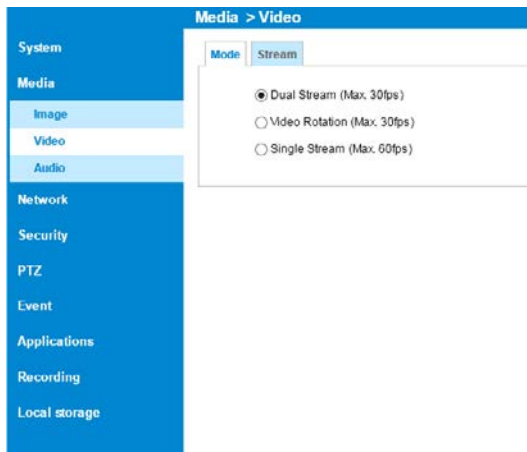 Media > Video
System
Media
Image
Video
Audio
Network
Security
PTZ
Event
Applications
Recording
Local storage
Mode
Stream
Dual Stream (Max. 30fps)
Video Rotation (Max. 30fps)
Single Stream (Max. 60fps)